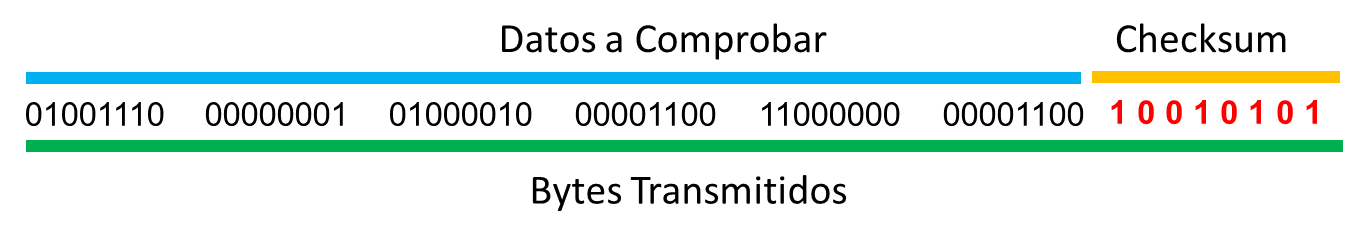 Datos a Comprobar Checksum
01001110 00000001 01000010 00001100 11000000 00001100 1 0 0 1 0 1 0 1
Bytes Transmitidos